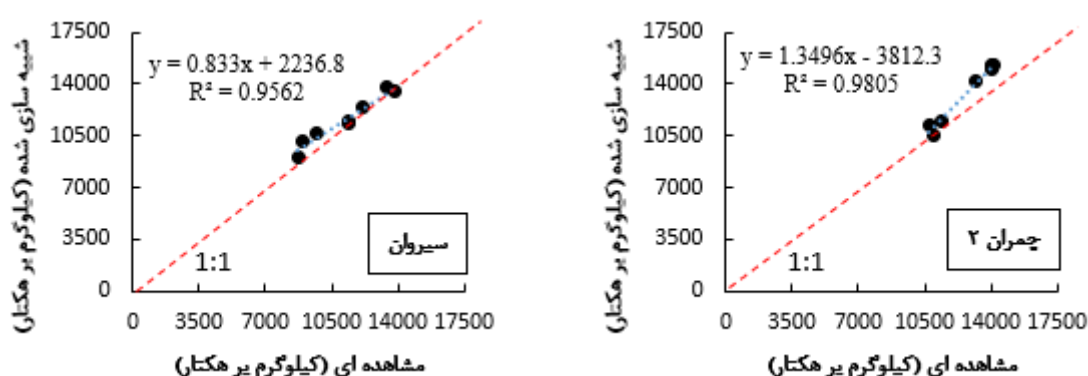 شبیه سازی شده (کیلوگرم بر هکتار)
17500
14000
10500
7000
3500
0
y = 0.833x + 2236.8
R² = 0.9562
سیروان
1:1
0 3500 7000 10500 14000 17500
مشاهده ای (کیلوگرم بر هکتار)
شبیه سازی شده (کیلوگرم بر هکتار)
17500
14000
10500
7000
3500
0
y = 1.3496x - 3812.3
R² = 0.9805
چمران ۲
1:1
0 3500 7000 10500 14000 17500
مشاهده ای (کیلوگرم بر هکتار)